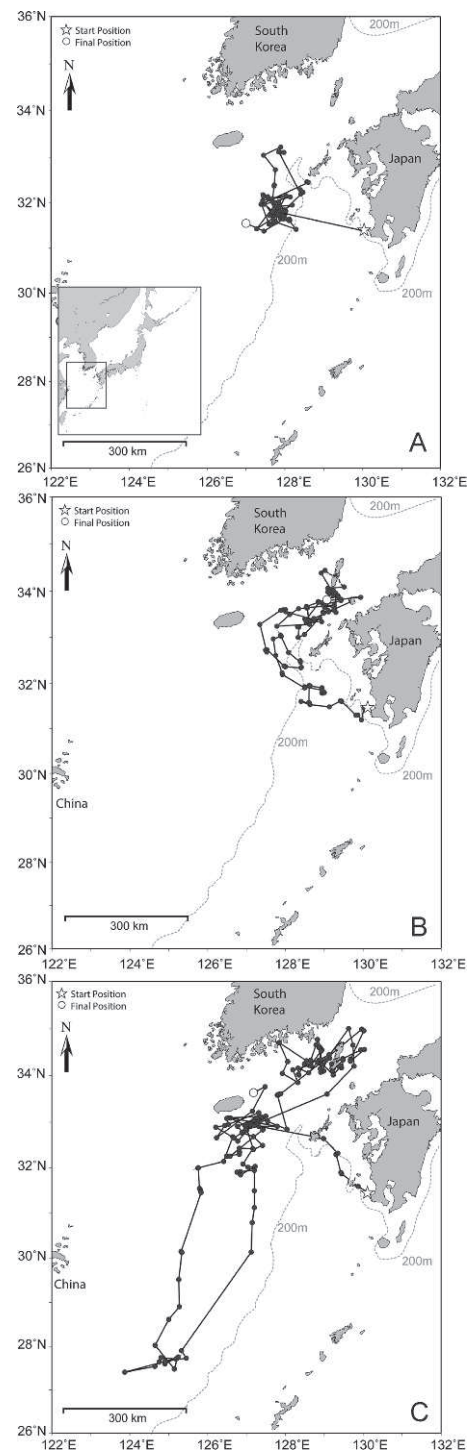 36°N
☆ Start Position
○ Final Position
South
Korea
200m
N
34°N
Japan
32°N
200m
30°N
200m
28°N
300 km
A
26°N
122°E 124°E 126°E 128°E 130°E 132°E
36°N
☆ Start Position
○ Final Position
South
Korea
200m
N
34°N
Japan
32°N
200m
30°N
200m
China
28°N
300 km
B
26°N
122°E 124°E 126°E 128°E 130°E 132°E
36°N
☆ Start Position
○ Final Position
South
Korea
200m
N
34°N
Japan
32°N
200m
30°N
200m
China
28°N
300 km
C
26°N
122°E 124°E 126°E 128°E 130°E 132°E